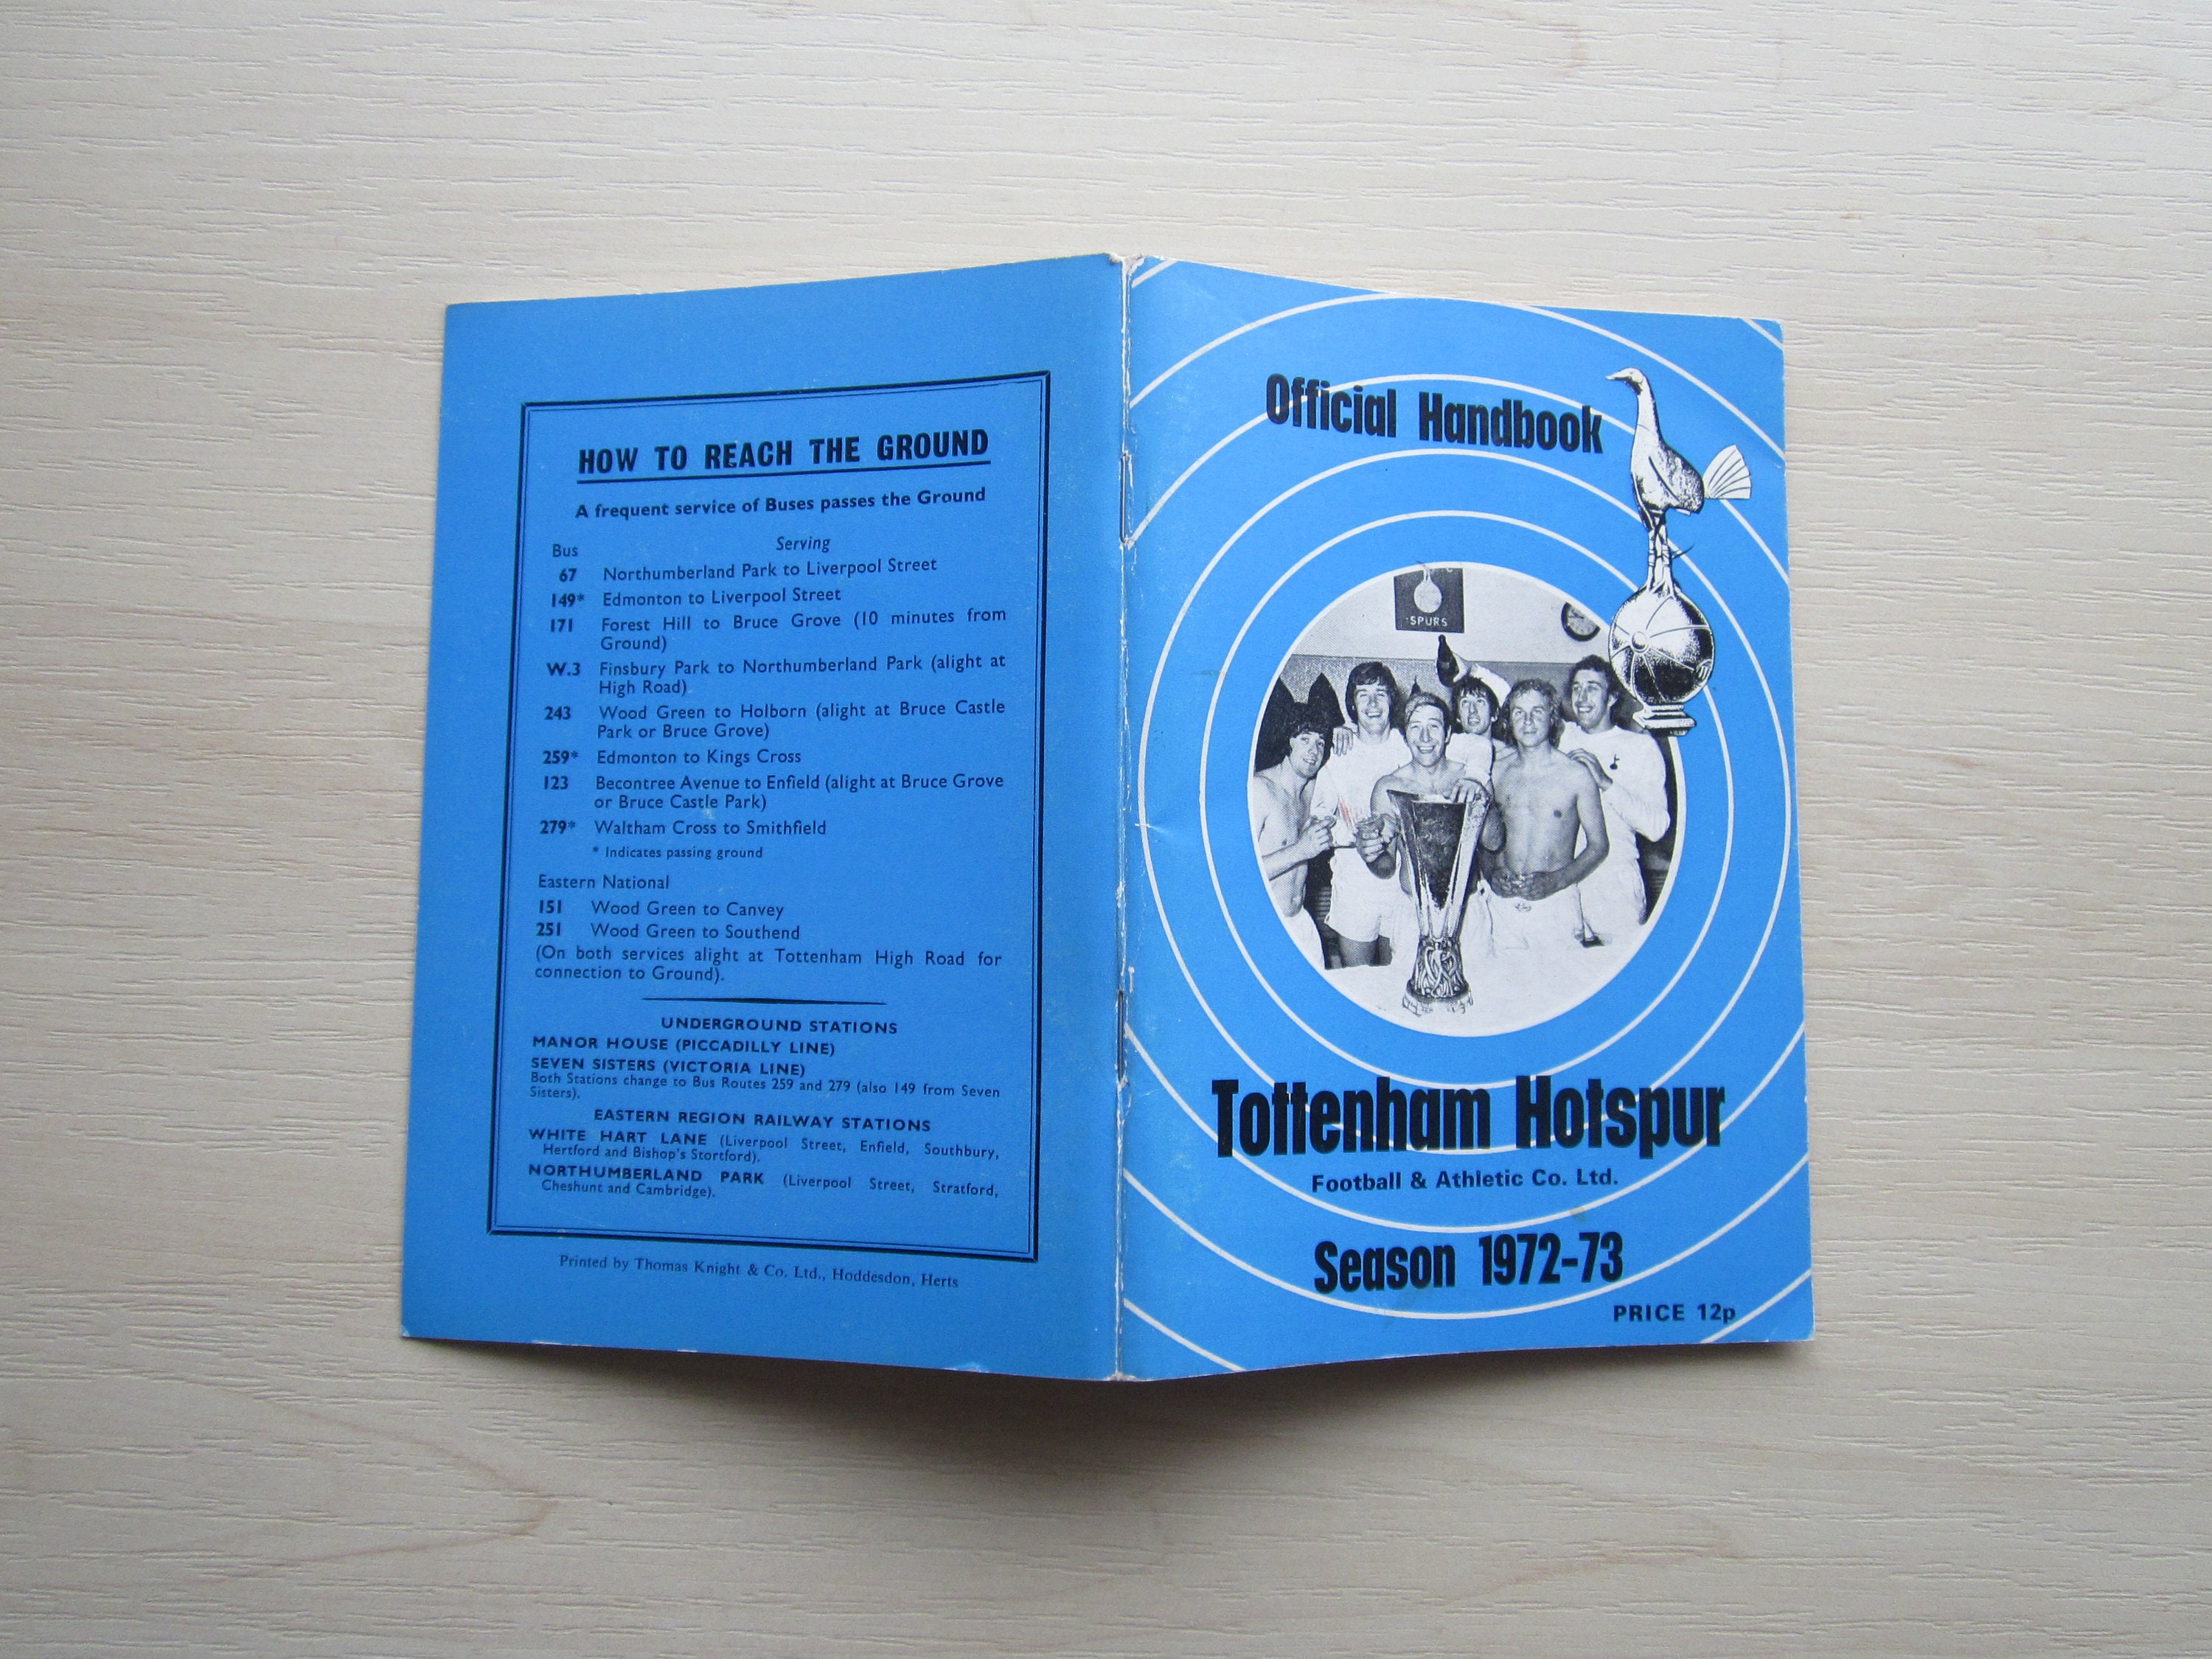 HOW TO REACH THE GROUND
A frequent service of Buses passes the Ground
Bus Serving
67 Northumberland Park to Liverpool Street
149* Edmonton to Liverpool Street
171 Forest Hill to Bruce Grove (10 minutes from
Ground)
W.3 Finsbury Park to Northumberland Park (alight at
High Road)
243 Wood Green to Holborn (alight at Bruce Castle
Park or Bruce Grove)
259* Edmonton to Kings Cross
123 Becontree Avenue to Enfield (alight at Bruce Grove
or Bruce Castle Park)
279* Waltham Cross to Smithfield
* Indicates passing ground
Eastern National
151 Wood Green to Canvey
251 Wood Green to Southend
(On both services alight at Tottenham High Road for
connection to Ground).
UNDERGROUND STATIONS
MANOR HOUSE (PICCADILLY LINE)
SEVEN SISTERS (VICTORIA LINE)
Both Stations change to Bus Routes 259 and 279 (also 149 from Seven
Sisters).
EASTERN REGION RAILWAY STATIONS
WHITE HART LANE (Liverpool Street, Enfield, Southbury,
Hertford and Bishop's Stortford).
NORTHUMBERLAND PARK (Liverpool Street, Stratford,
Cheshunt and Cambridge).
Printed by Thomas Knight & Co. Ltd., Hoddesdon, Herts
Official Handbook
SPURS
Tottenham Hotspur
Football & Athletic Co. Ltd.
Season 1972-73
PRICE 12p